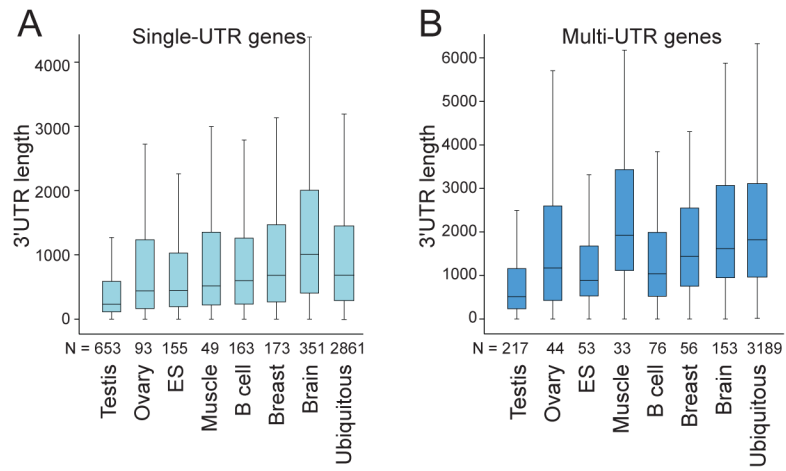 A
Single-UTR genes
3'UTR length
4000
3000
2000
1000
0
N = 653 93 155 49 163 173 351 2861
Testis
Ovary
ES
Muscle
B cell
Breast
Brain
Ubiquitous
B
Multi-UTR genes
3'UTR length
6000
5000
4000
3000
2000
1000
0
N = 217 44 53 33 76 56 153 3189
Testis
Ovary
ES
Muscle
B cell
Breast
Brain
Ubiquitous